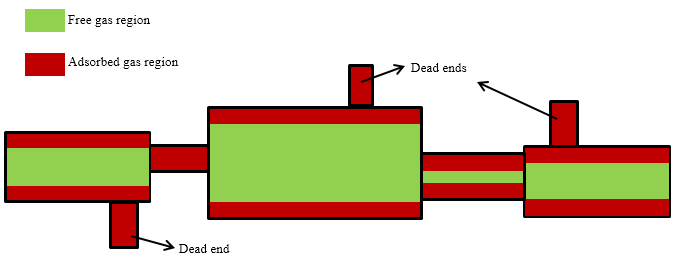 Free gas region
Adsorbed gas region
Dead ends
Dead end